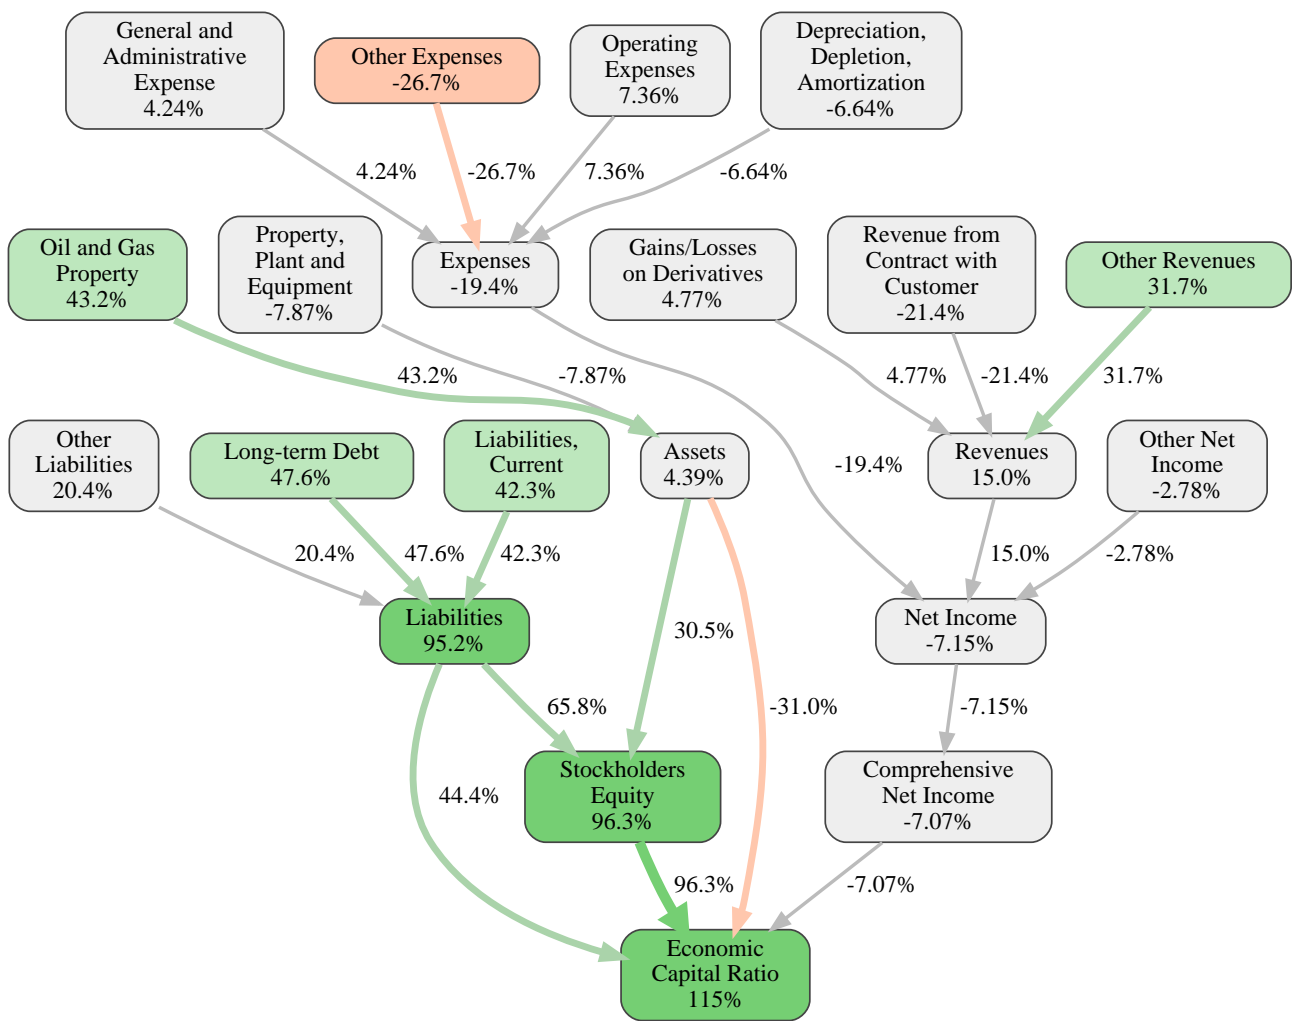 General and
Administrative
Expense
4.24%
Other Expenses
-26.7%
Operating
Expenses
7.36%
Depreciation,
Depletion,
Amortization
-6.64%
4.24%
-26.7%
7.36%
-6.64%
Oil and Gas
Property
43.2%
Property,
Plant and
Equipment
-7.87%
Expenses
-19.4%
Gains/Losses
on Derivatives
4.77%
Revenue from
Contract with
Customer
-21.4%
Other Revenues
31.7%
43.2%
-7.87%
4.77%
-21.4%
31.7%
Other
Liabilities
20.4%
Long-term Debt
47.6%
Liabilities,
Current
42.3%
Assets
4.39%
-19.4%
Revenues
15.0%
Other Net
Income
-2.78%
20.4%
47.6%
42.3%
15.0%
-2.78%
Liabilities
95.2%
30.5%
Net Income
-7.15%
65.8%
-31.0%
-7.15%
44.4%
Stockholders
Equity
96.3%
Comprehensive
Net Income
-7.07%
96.3%
-7.07%
Economic
Capital Ratio
115%